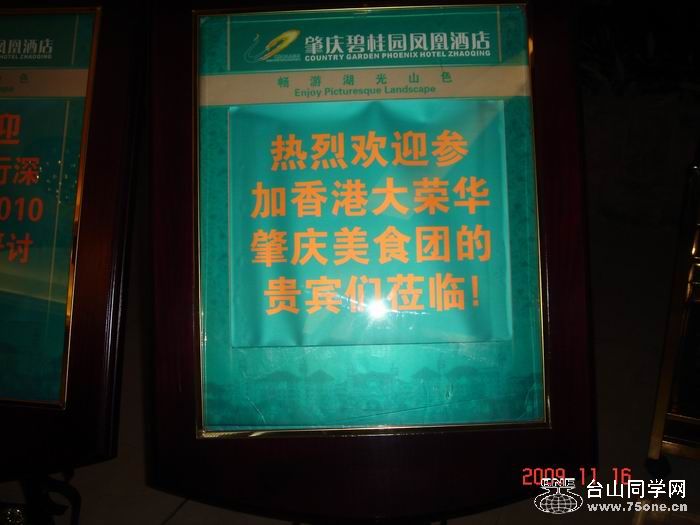 凰酒店
HOTEL ZHAOQING
色
迎
行深
010
讨
肇庆碧桂园凤凰酒店
COUNTRY GARDEN PHOENIX HOTEL ZHAOQING
畅游湖光山色
Enjoy Picturesque Landscape
热烈欢迎参
加香港大荣华
肇庆美食团的
贵宾们莅临!
2009.11.16
台山同学网
www.75one.cn